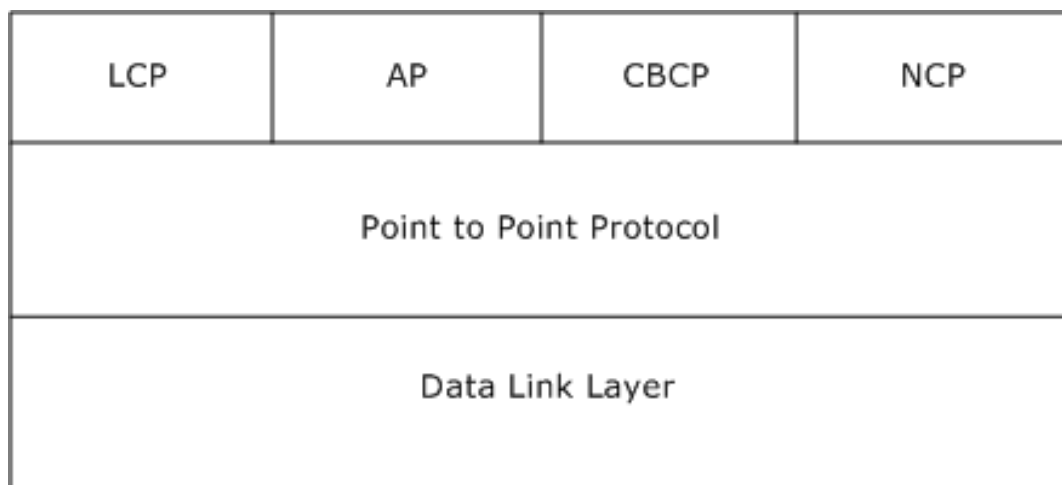 LCP AP CBCP NCP
Point to Point Protocol
Data Link Layer